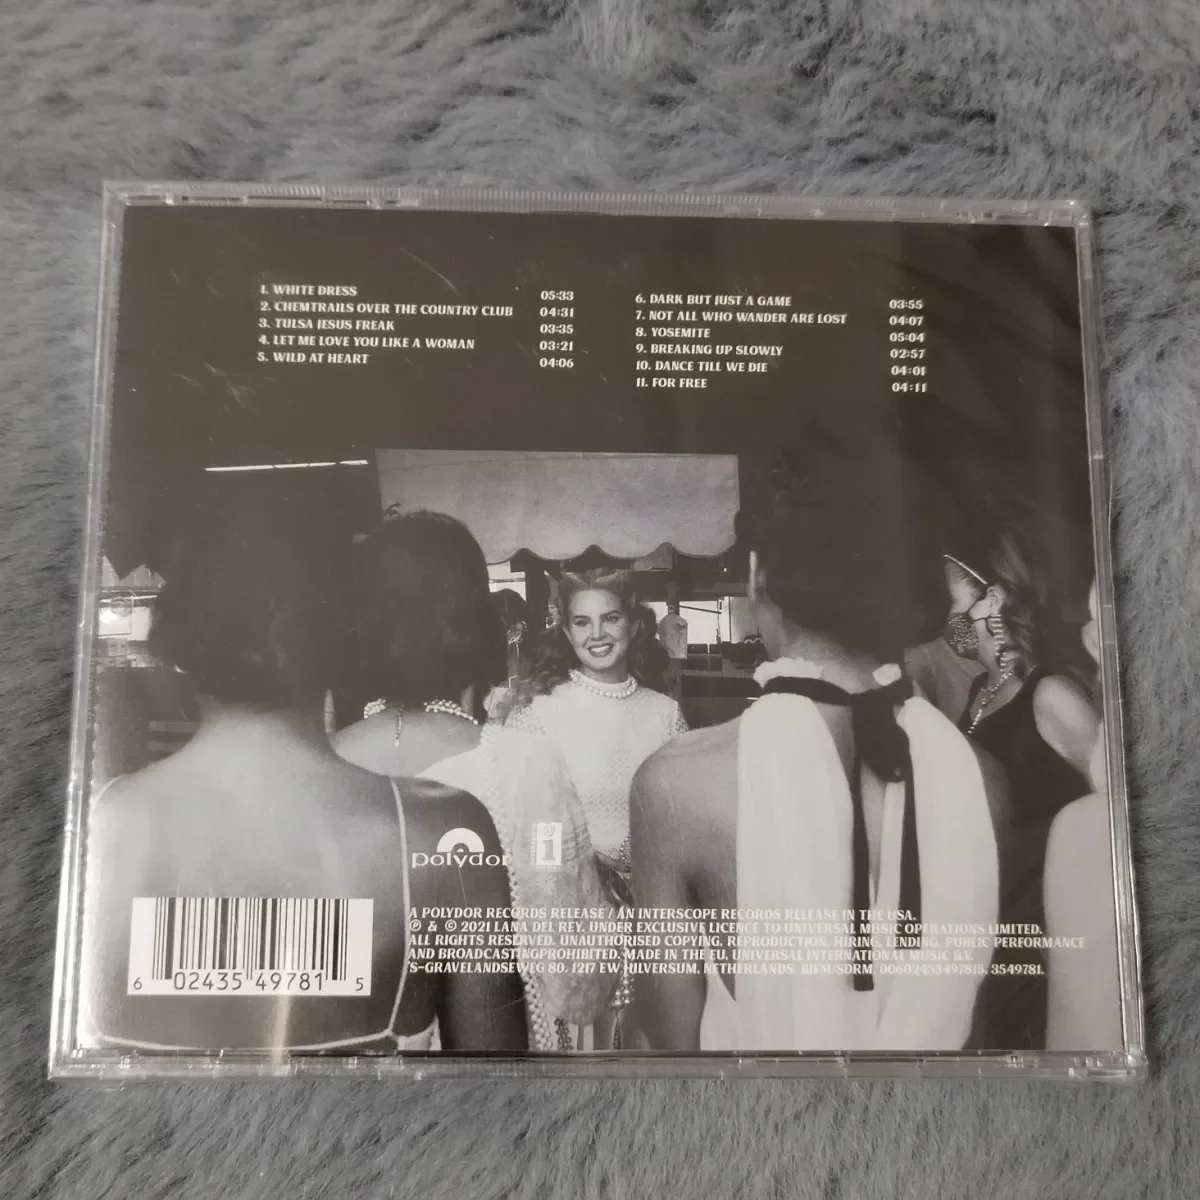 1. WHITE DRESS 05:33
2. CHEMTRAILS OVER THE COUNTRY CLUB 04:31
3. TULSA JESUS FREAK 03:35
4. LET ME LOVE YOU LIKE A WOMAN 03:21
5. WILD AT HEART 04:06
6. DARK BUT JUST A GAME 03:55
7. NOT ALL WHO WANDER ARE LOST 04:07
8. YOSEMITE 05:04
9. BREAKING UP SLOWLY 02:57
10. DANCE TILL WE DIE 04:01
11. FOR FREE 04:11
polydor
i
A POLYDOR RECORDS RELEASE / AN INTERSCOPE RECORDS RELEASE IN THE USA.
℗ & © 2021 LANA DEL REY. UNDER EXCLUSIVE LICENCE TO UNIVERSAL MUSIC OPERATIONS LIMITED.
ALL RIGHTS RESERVED. UNAUTHORISED COPYING, REPRODUCTION, HIRING, LENDING, PUBLIC PERFORMANCE
AND BROADCASTINGPROHIBITED. MADE IN THE EU. UNIVERSAL INTERNATIONAL MUSIC B.V.
'S-GRAVELANDSEWEG 80, 1217 EW HILVERSUM, NETHERLANDS. BIEM/SDRM. 00602435497815. 3549781.
6 02435 49781 5